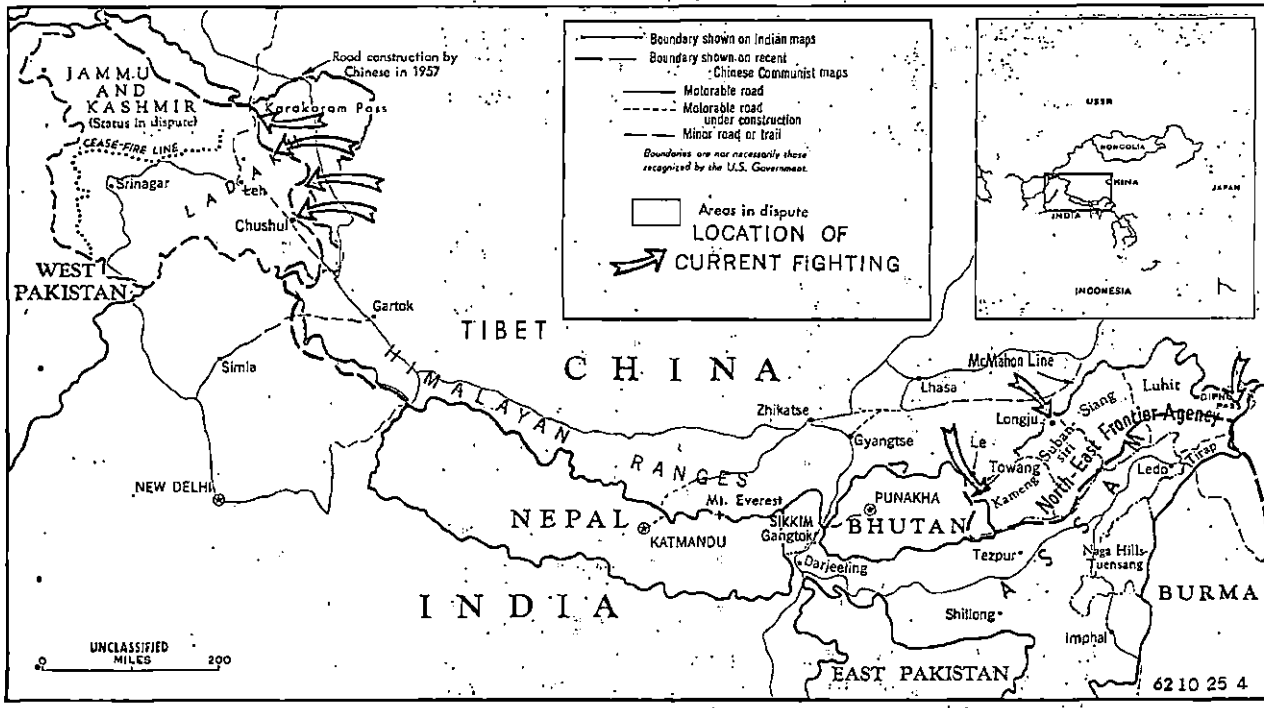 Road construction by
Chinese in 1957
JAMMU
AND
KASHMIR
(Status in dispute)
CEASE-FIRE LINE
Karakoram Pass
Srinagar
Leh
LADA
Chushul
WEST
PAKISTAN
Gartok
Simla
NEW DELHI
Boundary shown on Indian maps
Boundary shown on recent
Chinese Communist maps
Motorable road
Motorable road
under construction
Minor road or trail
Boundaries are not necessarily those
recognized by the U.S. Government.
Areas in dispute
LOCATION OF
CURRENT FIGHTING
USSR
MONGOLIA
CHINA
JAPAN
INDIA
INDONESIA
TIBET
CHINA
HIMALAYAN
RANGES
McMahon Line
Lhasa
Zhikatse
Gyangtse
Le
Longju
Siang
Luhit
DIPHU
PASS
Towang
Suban-
siri
Kameng
North-East Frontier Agency
Ledo
Tirap
Mt. Everest
NEPAL
KATMANDU
SIKKIM
Gangtok
PUNAKHA
BHUTAN
Darjeeling
Tezpur
ASSAM
Naga Hills-
Tuensang
BURMA
INDIA
Shillong
Imphal
EAST PAKISTAN
UNCLASSIFIED
MILES
0 200
62 10 25 4